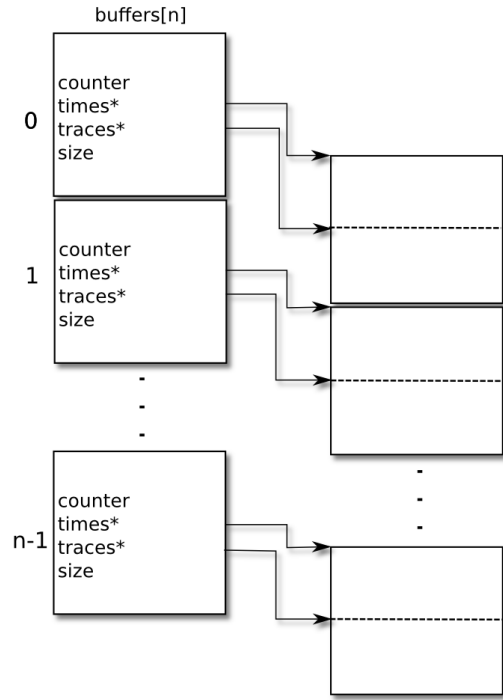 buffers[n]
0
counter
times*
traces*
size
1
counter
times*
traces*
size
n-1
counter
times*
traces*
size